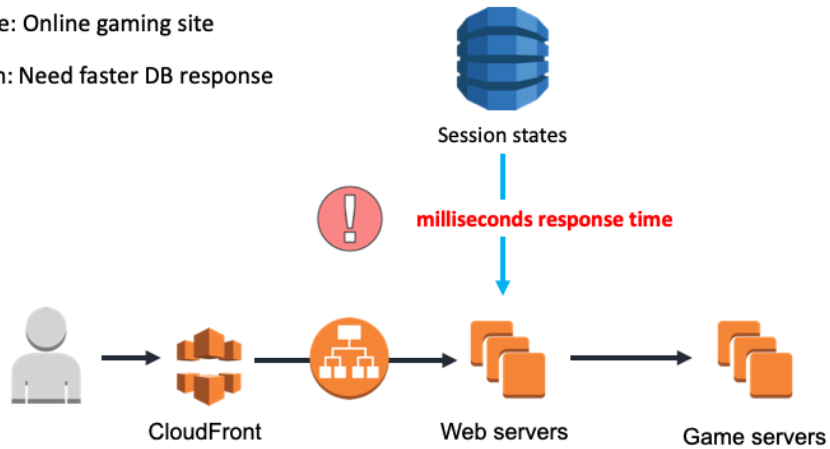 e: Online gaming site
n: Need faster DB response
Session states
milliseconds response time
CloudFront
Web servers
Game servers